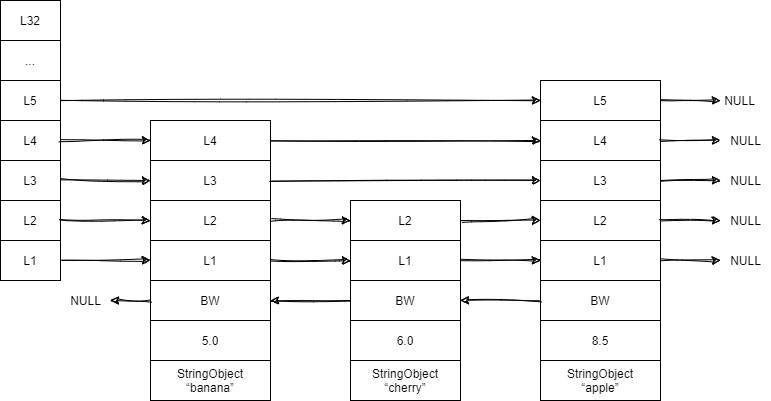 L32
...
L5 L5 NULL
L4 L4 L4 NULL
L3 L3 L3 NULL
L2 L2 L2 L2 NULL
L1 L1 L1 L1 NULL
NULL BW BW BW
5.0 6.0 8.5
StringObject StringObject StringObject
“banana” “cherry” “apple”